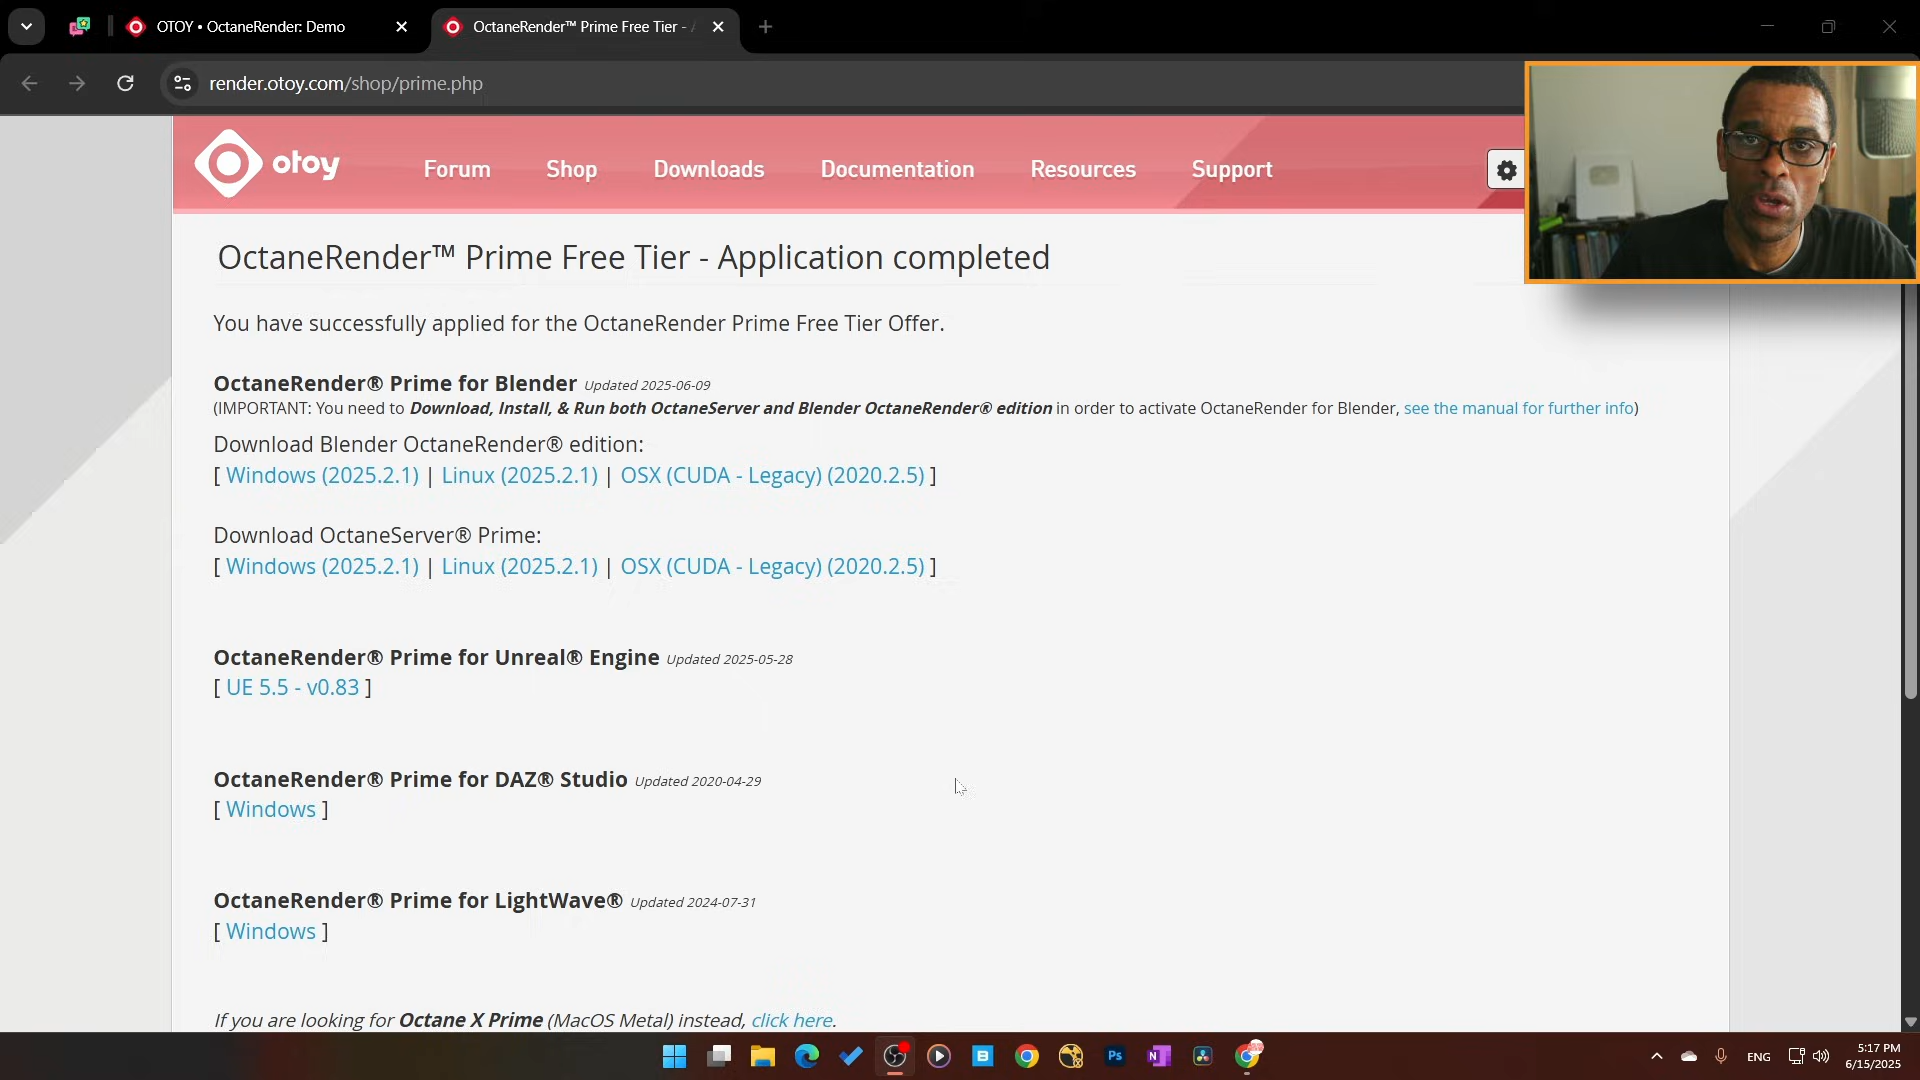 OTOY • OctaneRender: Demo
OctaneRender™ Prime Free Tier -
render.otoy.com/shop/prime.php
otoy
Forum Shop Downloads Documentation Resources Support
OctaneRender™ Prime Free Tier - Application completed
You have successfully applied for the OctaneRender Prime Free Tier Offer.
OctaneRender® Prime for Blender Updated 2025-06-09
(IMPORTANT: You need to Download, Install, & Run both OctaneServer and Blender OctaneRender® edition in order to activate OctaneRender for Blender, see the manual for further info)
Download Blender OctaneRender® edition:
[ Windows (2025.2.1) | Linux (2025.2.1) | OSX (CUDA - Legacy) (2020.2.5) ]
Download OctaneServer® Prime:
[ Windows (2025.2.1) | Linux (2025.2.1) | OSX (CUDA - Legacy) (2020.2.5) ]
OctaneRender® Prime for Unreal® Engine Updated 2025-05-28
[ UE 5.5 - v0.83 ]
OctaneRender® Prime for DAZ® Studio Updated 2020-04-29
[ Windows ]
OctaneRender® Prime for LightWave® Updated 2024-07-31
[ Windows ]
If you are looking for Octane X Prime (MacOS Metal) instead, click here.
Ps
N
ENG
5:17 PM
6/15/2025